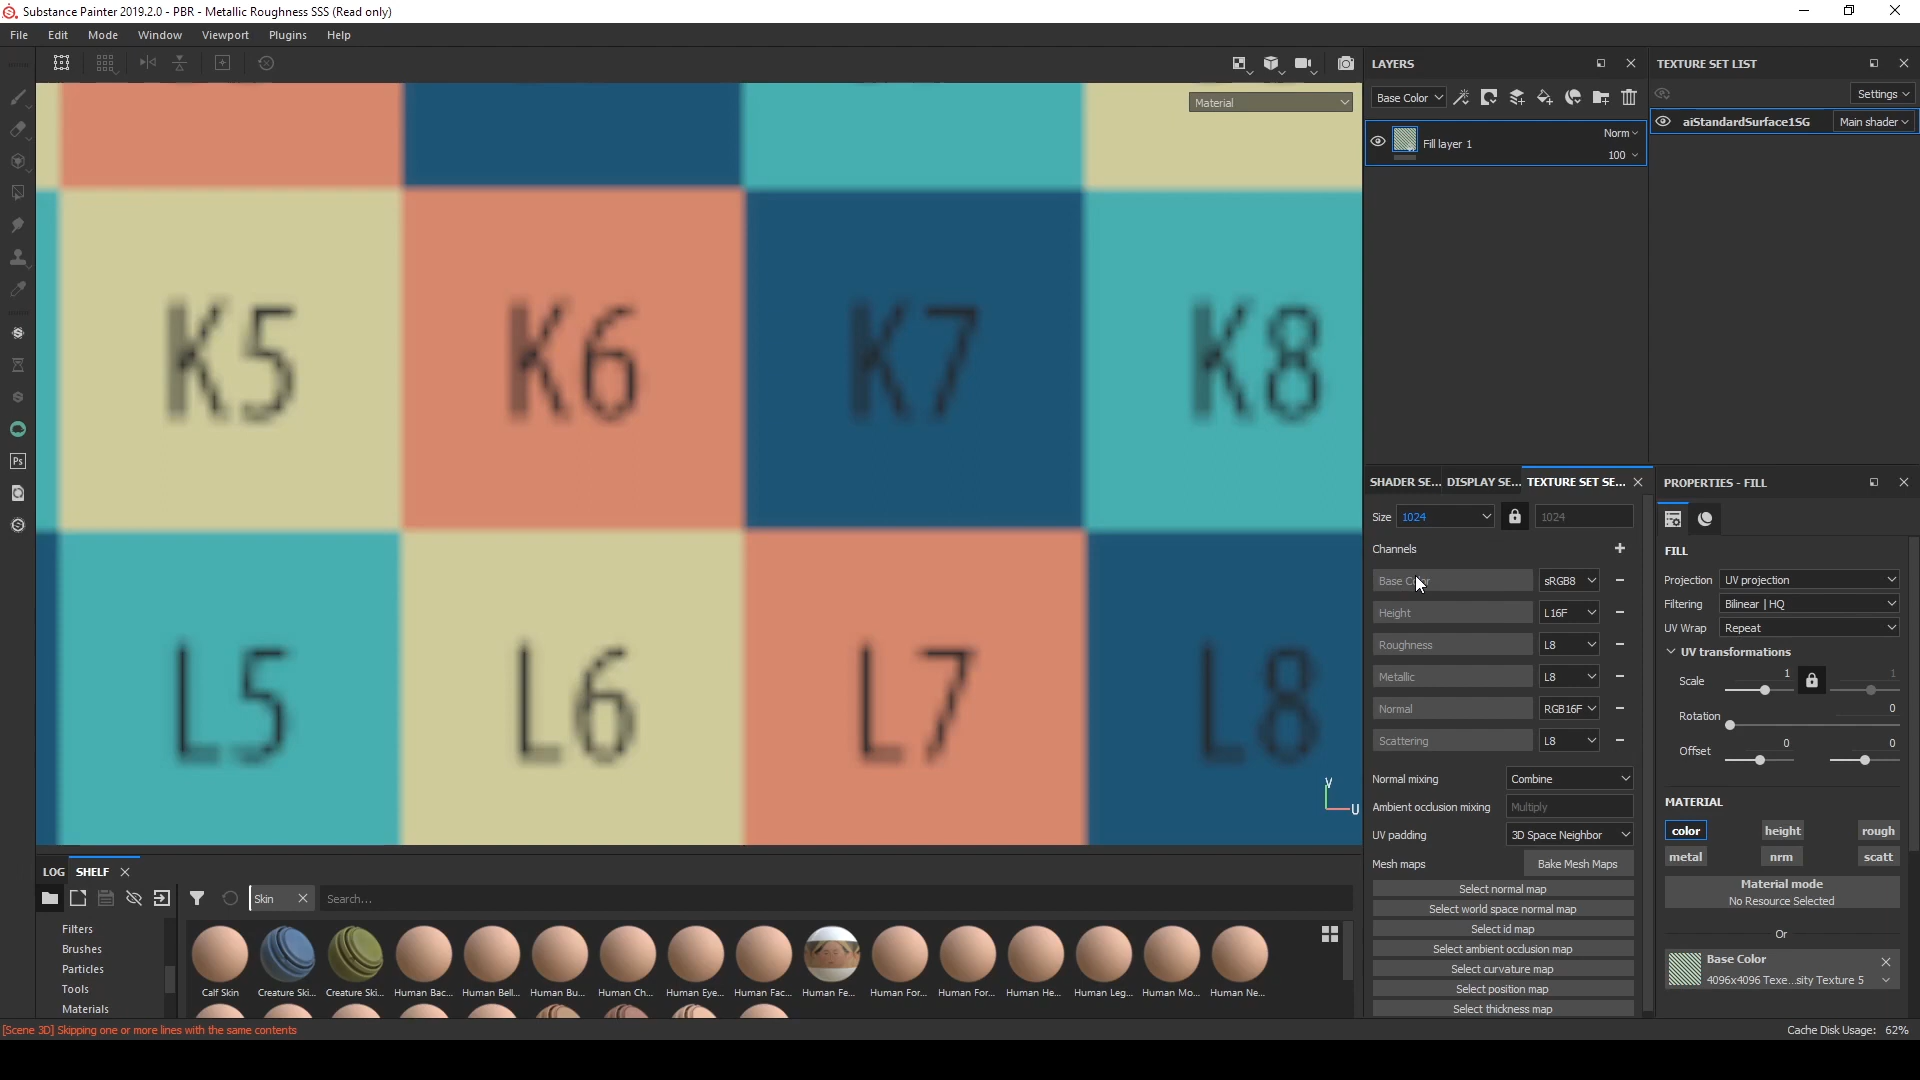 Substance Painter 2019.2.0 - PBR - Metallic Roughness SSS (Read only)
File Edit Mode Window Viewport Plugins Help
Material
K5 K6 K7 K8
L5 L6 L7 L8
V
U
LAYERS
Base Color
Fill layer 1
Norm
100
TEXTURE SET LIST
Settings
aiStandardSurface1SG Main shader
SHADER SE... DISPLAY SE... TEXTURE SET SE...
Size 1024 1024
Channels
Base Color sRGB8
Height L16F
Roughness L8
Metallic L8
Normal RGB16F
Scattering L8
Normal mixing Combine
Ambient occlusion mixing Multiply
UV padding 3D Space Neighbor
Mesh maps Bake Mesh Maps
Select normal map
Select world space normal map
Select id map
Select ambient occlusion map
Select curvature map
Select position map
Select thickness map
PROPERTIES - FILL
FILL
Projection UV projection
Filtering Bilinear | HQ
UV Wrap Repeat
UV transformations
Scale 1 1
Rotation 0
Offset 0 0
MATERIAL
color height rough
metal nrm scatt
Material mode
No Resource Selected
Or
Base Color
4096x4096 Texe...sity Texture 5
LOG SHELF
Skin Search...
Filters
Brushes
Particles
Tools
Materials
Calf Skin Creature Ski... Creature Ski... Human Bac... Human Bell... Human Bu... Human Ch... Human Eye... Human Fac... Human Fe... Human For... Human For... Human He... Human Leg... Human Mo... Human Ne...
Ps
[Scene 3D] Skipping one or more lines with the same contents
Cache Disk Usage: 62%